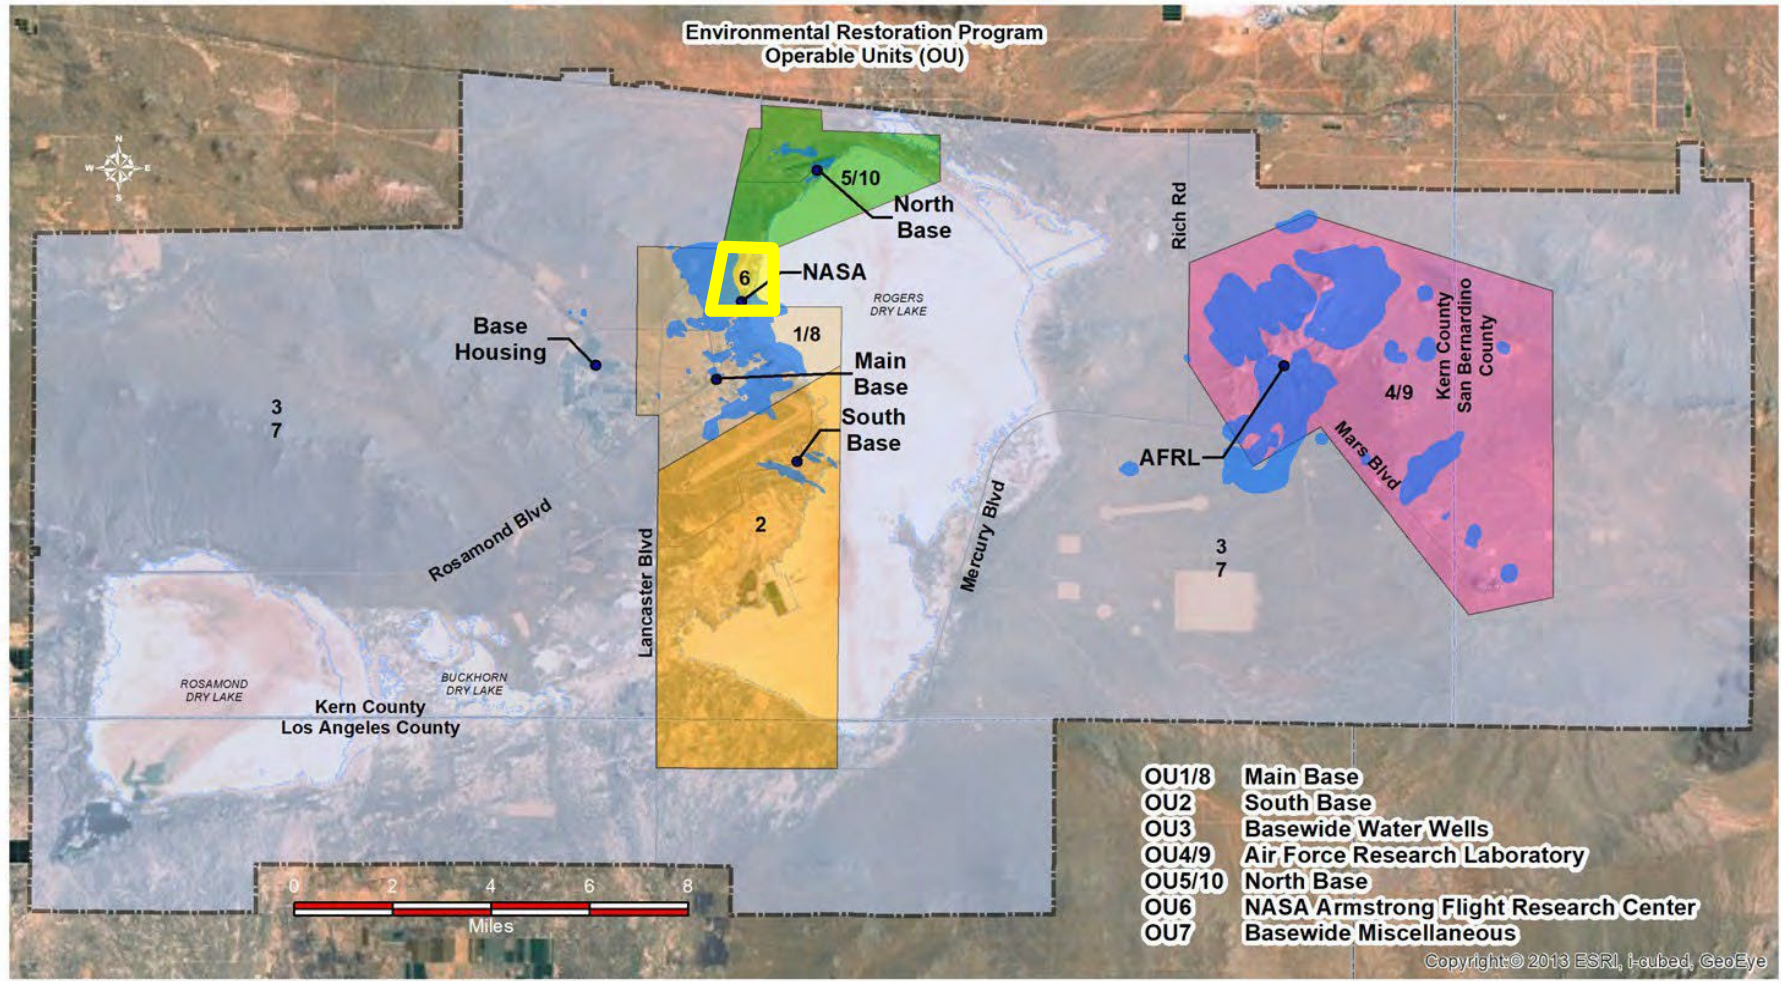 Environmental Restoration Program
Operable Units (OU)
N
W E
S
5/10
North
Base
Rich Rd
6
NASA
ROGERS
DRY LAKE
Base
Housing
1/8
Main
Base
South
Base
Kern County
San Bernardino
County
4/9
3
7
AFRL
Mars Blvd
Rosamond Blvd
Lancaster Blvd
2
Mercury Blvd
3
7
ROSAMOND
DRY LAKE
BUCKHORN
DRY LAKE
Kern County
Los Angeles County
0 2 4 6 8
Miles
OU1/8 Main Base
OU2 South Base
OU3 Basewide Water Wells
OU4/9 Air Force Research Laboratory
OU5/10 North Base
OU6 NASA Armstrong Flight Research Center
OU7 Basewide Miscellaneous
Copyright:© 2013 ESRI, i-cubed, GeoEye